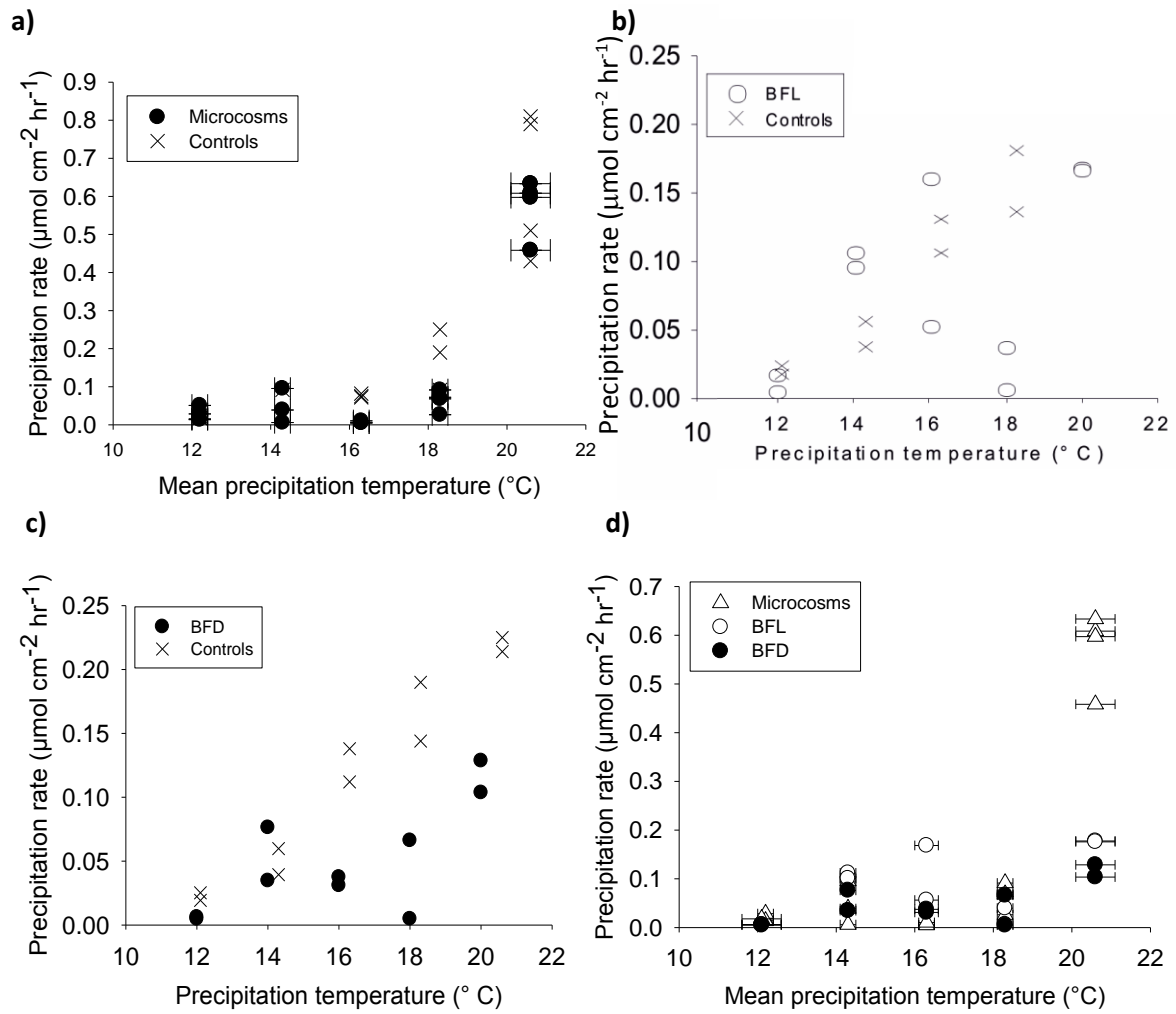 a)
Precipitation rate (µmol cm⁻² hr⁻¹)
0.9
0.8
0.7
0.6
0.5
0.4
0.3
0.2
0.1
0.0
Microcosms
Controls
10 12 14 16 18 20 22
Mean precipitation temperature (°C)
b)
Precipitation rate (µmol cm⁻² hr⁻¹)
0.25
0.20
0.15
0.10
0.05
0.00
BFL
Controls
10 12 14 16 18 20 22
Precipitation temperature (° C)
c)
Precipitation rate (µmol cm⁻² hr⁻¹)
0.25
0.20
0.15
0.10
0.05
0.00
BFD
Controls
10 12 14 16 18 20 22
Precipitation temperature (° C)
d)
Precipitation rate (µmol cm⁻² hr⁻¹)
0.7
0.6
0.5
0.4
0.3
0.2
0.1
0.0
Microcosms
BFL
BFD
10 12 14 16 18 20 22
Mean precipitation temperature (°C)